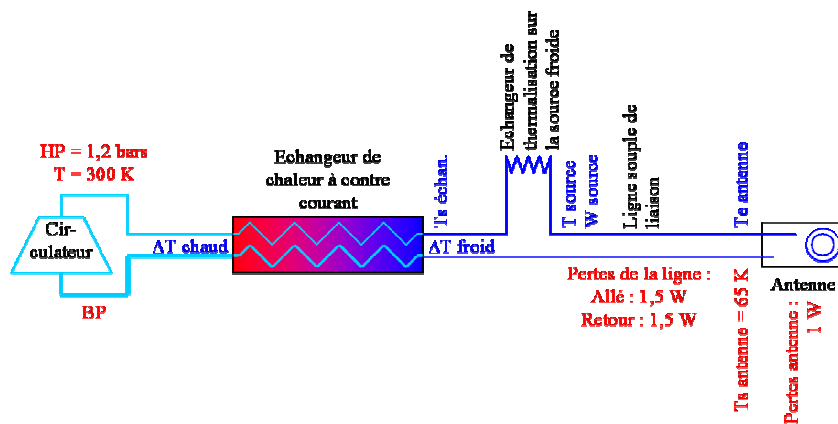 HP = 1,2 bars
T = 300 K
Cir-
culateur
BP
ΔT chaud
Echangeur de
chaleur à contre
courant
Ts échan.
ΔT froid
Echangeur de
thermalisation sur
la source froide
T source
W source
Ligne souple de
liaison
Te antenne
Pertes de la ligne :
Allé : 1,5 W
Retour : 1,5 W
Ts antenne = 65 K
Antenne
Pertes antenne :
1 W